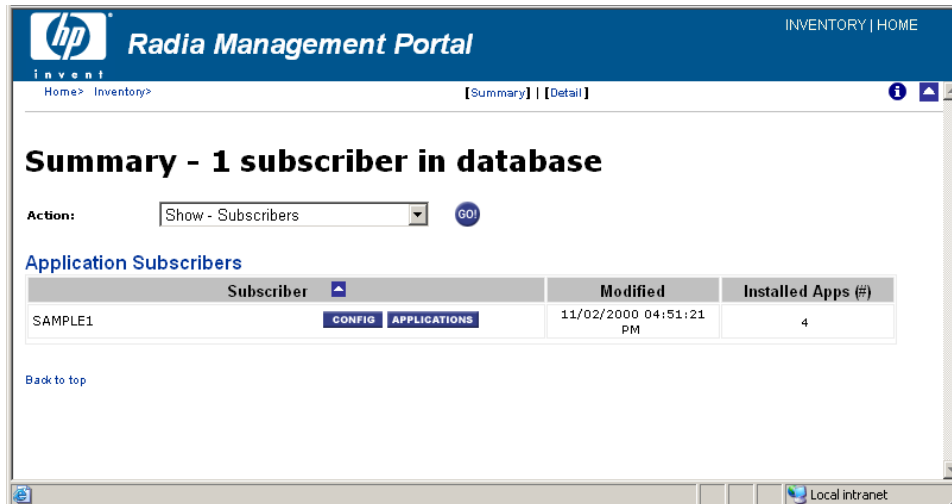 INVENTORY | HOME
hp
invent
Radia Management Portal
Home> Inventory>
[Summary] | [Detail]
i
Summary - 1 subscriber in database
Action:
Show - Subscribers
GO!
Application Subscribers
Subscriber Modified Installed Apps (#)
SAMPLE1 CONFIG APPLICATIONS 11/02/2000 04:51:21
PM
4
Back to top
Local intranet